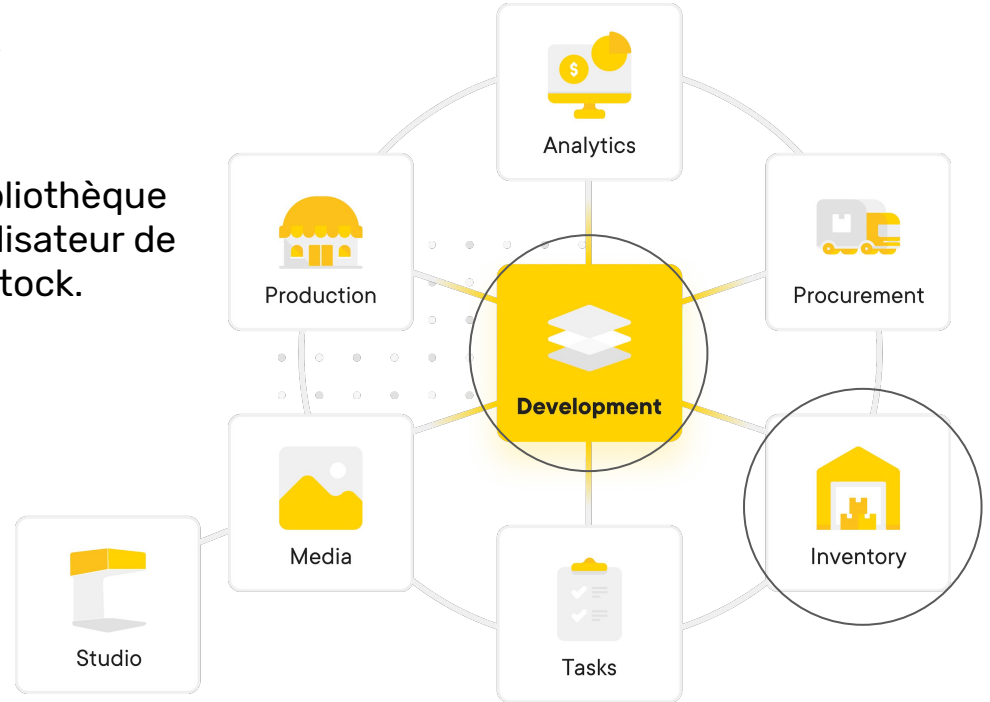 Analytics
bliothèque
lisateur de
tock.
Production
Procurement
Development
Media
Inventory
Studio
Tasks